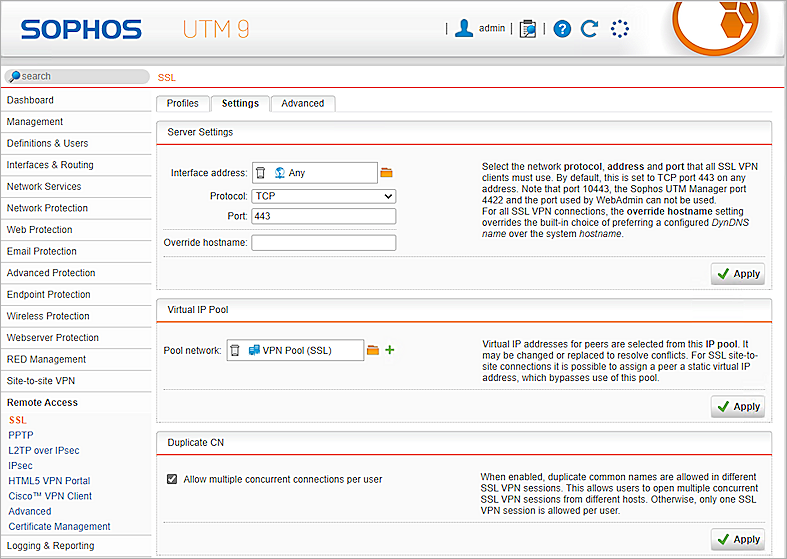 SOPHOS UTM 9
| admin | | ?
search
SSL
Dashboard
Management
Definitions & Users
Interfaces & Routing
Network Services
Network Protection
Web Protection
Email Protection
Advanced Protection
Endpoint Protection
Wireless Protection
Webserver Protection
RED Management
Site-to-site VPN
Remote Access
SSL
PPTP
L2TP over IPsec
IPsec
HTML5 VPN Portal
Cisco™ VPN Client
Advanced
Certificate Management
Logging & Reporting
Profiles Settings Advanced
Server Settings
Interface address: Any
Protocol: TCP
Port: 443
Override hostname:
Select the network protocol, address and port that all SSL VPN
clients must use. By default, this is set to TCP port 443 on any
address. Note that port 10443, the Sophos UTM Manager port
4422 and the port used by WebAdmin can not be used.
For all SSL VPN connections, the override hostname setting
overrides the built-in choice of preferring a configured DynDNS
name over the system hostname.
Apply
Virtual IP Pool
Pool network: VPN Pool (SSL)
Virtual IP addresses for peers are selected from this IP pool. It
may be changed or replaced to resolve conflicts. For SSL site-to-
site connections it is possible to assign a peer a static virtual IP
address, which bypasses use of this pool.
Apply
Duplicate CN
Allow multiple concurrent connections per user
When enabled, duplicate common names are allowed in different
SSL VPN sessions. This allows users to open multiple concurrent
SSL VPN sessions from different hosts. Otherwise, only one SSL
VPN session is allowed per user.
Apply